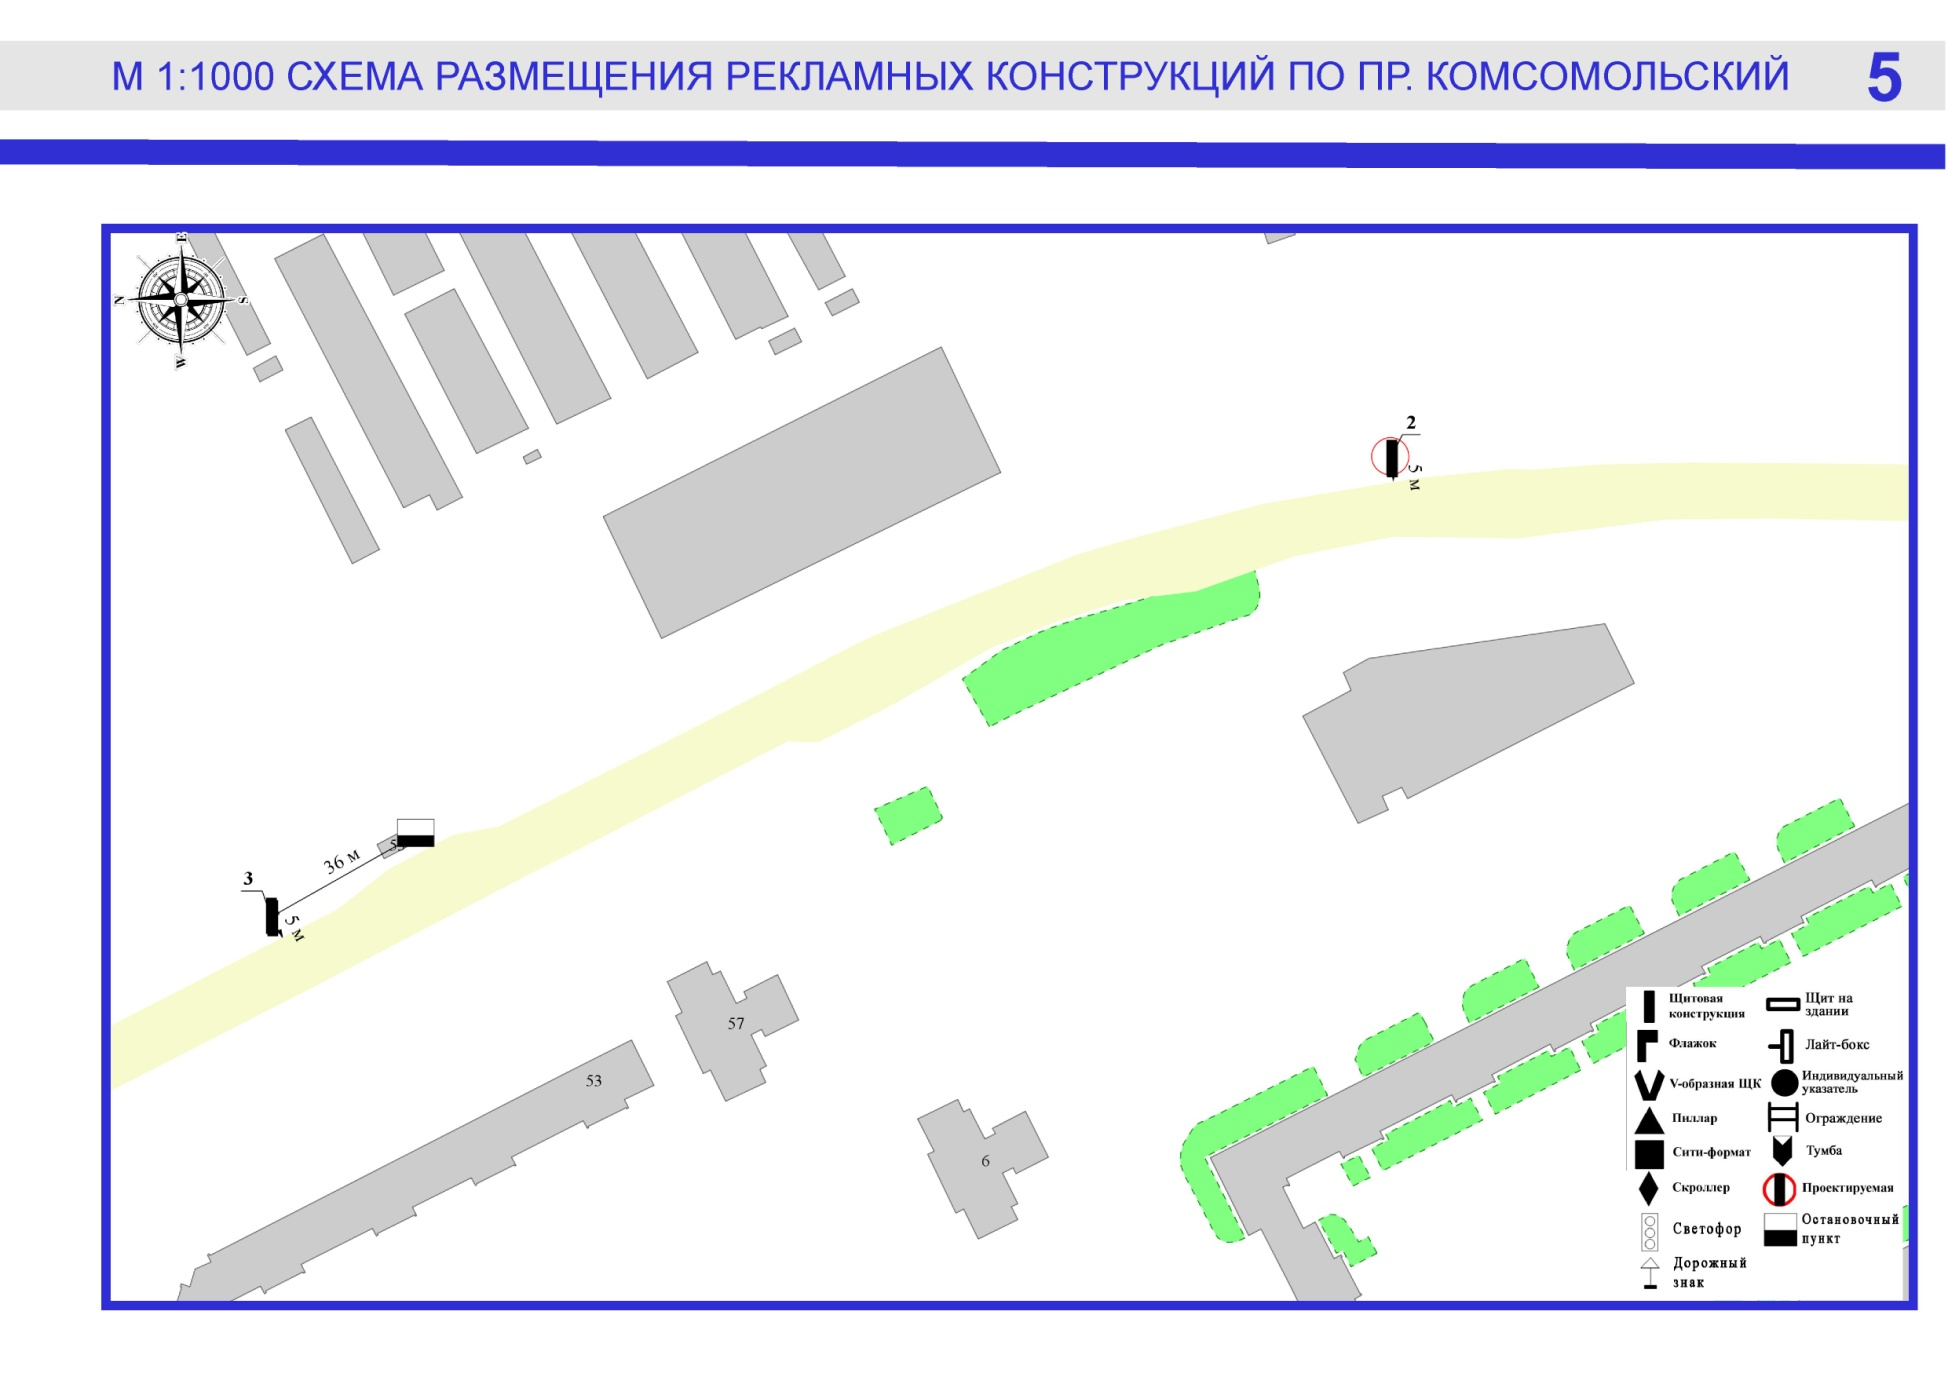 М 1:1000 СХЕМА РАЗМЕЩЕНИЯ РЕКЛАМНЫХ КОНСТРУКЦИЙ ПО ПР. КОМСОМОЛЬСКИЙ
5
E
N
S
W
2
5 м
36 м
3
5 м
57
53
6
Щитовая
конструкция
Щит на
здании
Флажок
Лайт-бокс
V-образная ЩК
Индивидуальный
указатель
Пиллар
Ограждение
Сити-формат
Тумба
Скроллер
Проектируемая
Светофор
Остановочный
пункт
Дорожный
знак